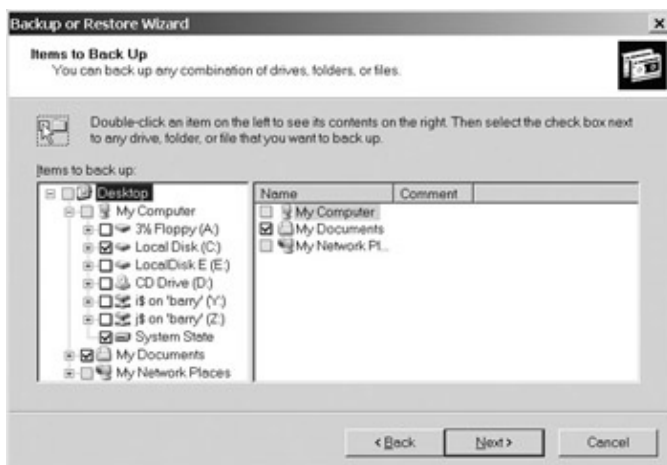 Backup or Restore Wizard
Items to Back Up
You can back up any combination of drives, folders, or files.
Double-click an item on the left to see its contents on the right. Then select the check box next
to any drive, folder, or file that you want to back up.
Items to back up:
Desktop
My Computer
3½ Floppy (A:)
Local Disk (C:)
LocalDisk E (E:)
CD Drive (D:)
i$ on 'barry' (Y:)
j$ on 'barry' (Z:)
System State
My Documents
My Network Places
Name Comment
My Computer
My Documents
My Network Pl...
< Back Next > Cancel